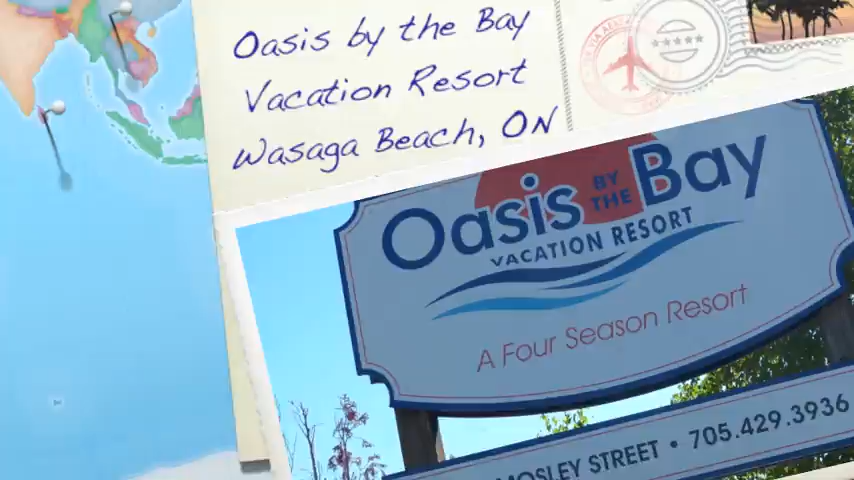 Oasis by the Bay
Vacation Resort
Wasaga Beach, ON
Oasis BY THE Bay
VACATION RESORT
A Four Season Resort
MOSLEY STREET • 705.429.3936